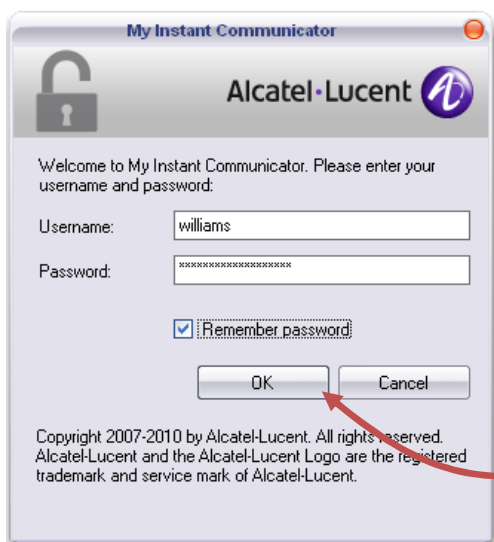 My Instant Communicator
Alcatel·Lucent
Welcome to My Instant Communicator. Please enter your
username and password:
Username:
williams
Password:
*******************
Remember password
OK
Cancel
Copyright 2007-2010 by Alcatel-Lucent. All rights reserved.
Alcatel-Lucent and the Alcatel-Lucent Logo are the registered
trademark and service mark of Alcatel-Lucent.